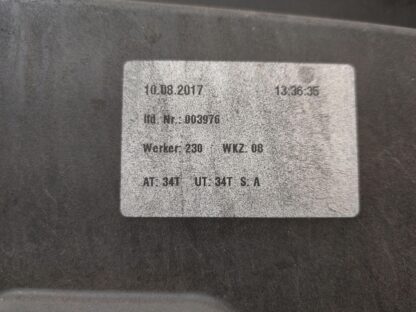 10.08.2017 13:36:35
lfd. Nr.: 003976
Werker: 230 WKZ: 08
AT: 34T UT: 34T S: A